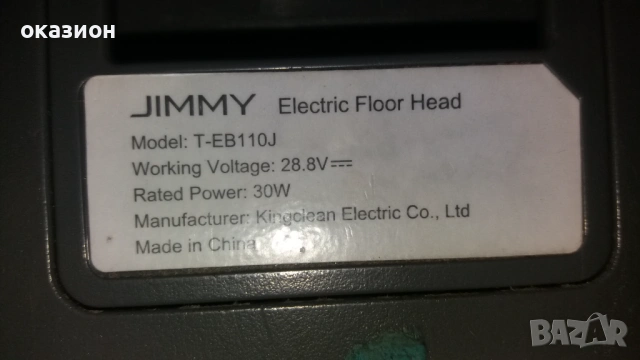 оказион
JIMMY Electric Floor Head
Model: T-EB110J
Working Voltage: 28.8V⎓
Rated Power: 30W
Manufacturer: Kingclean Electric Co., Ltd
Made in China
BAZAR